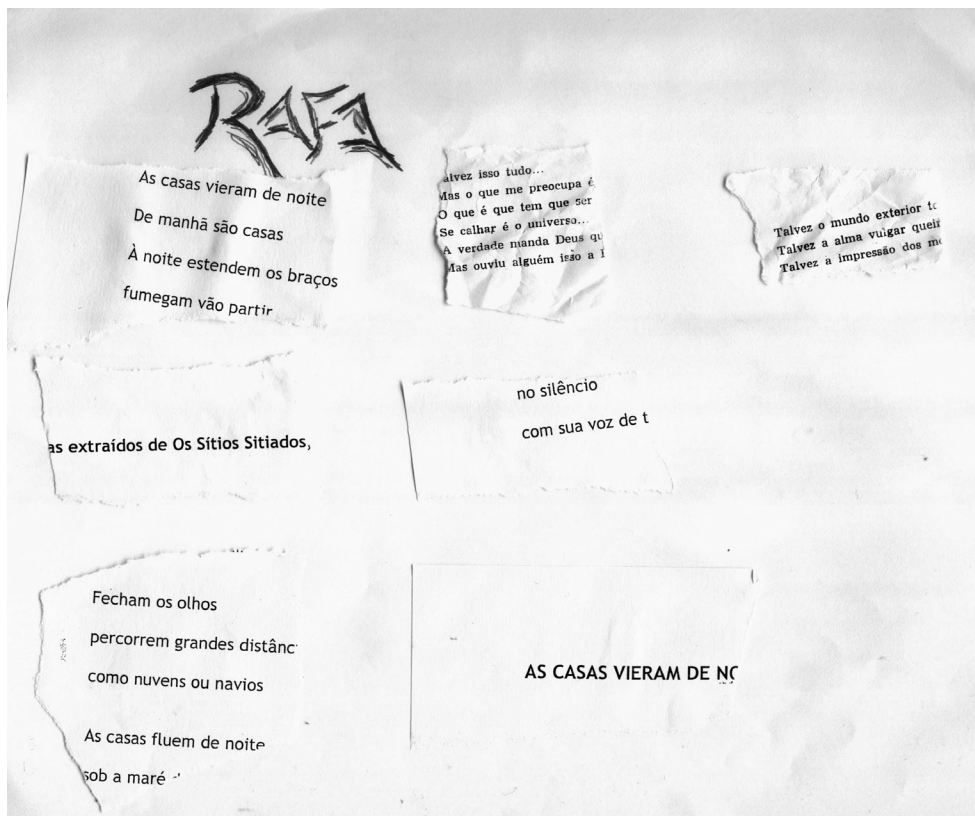 RAFA
As casas vieram de noite
De manhã são casas
À noite estendem os braços
fumegam vão partir
alvez isso tudo...
Mas o que me preocupa é
O que é que tem que ser
Se calhar é o universo...
A verdade manda Deus qu
Mas ouviu alguém isso a
Talvez o mundo exterior
Talvez a alma vulgar quei
Talvez a impressão dos
as extraídos de Os Sítios Sitiados,
no silêncio
com sua voz de t
Fecham os olhos
percorrem grandes distânc
como nuvens ou navios
As casas fluem de noite
sob a maré
AS CASAS VIERAM DE NO